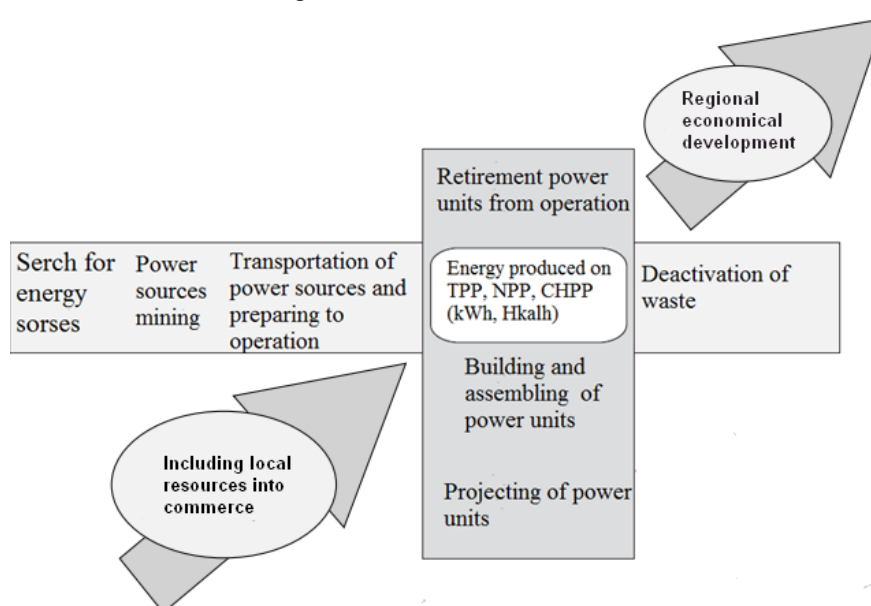 Regional
economical
development
Retirement power
units from operation
Serch for
energy
sorses
Power
sources
mining
Transportation of
power sources and
preparing to
operation
Energy produced on
TPP, NPP, CHPP
(kWh, Hkalh)
Deactivation of
waste
Building and
assembling of
power units
Including local
resources into
commerce
Projecting of power
units